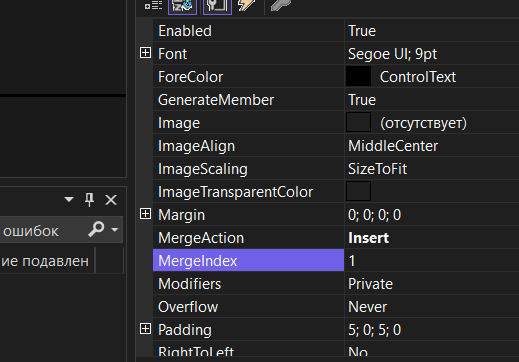 Enabled True
Font Segoe UI; 9pt
ForeColor ControlText
GenerateMember True
Image (отсутствует)
ImageAlign MiddleCenter
ImageScaling SizeToFit
ImageTransparentColor
Margin 0; 0; 0; 0
ошибок
MergeAction Insert
ие подавлен MergeIndex 1
Modifiers Private
Overflow Never
Padding 5; 0; 5; 0
RightToLeft No